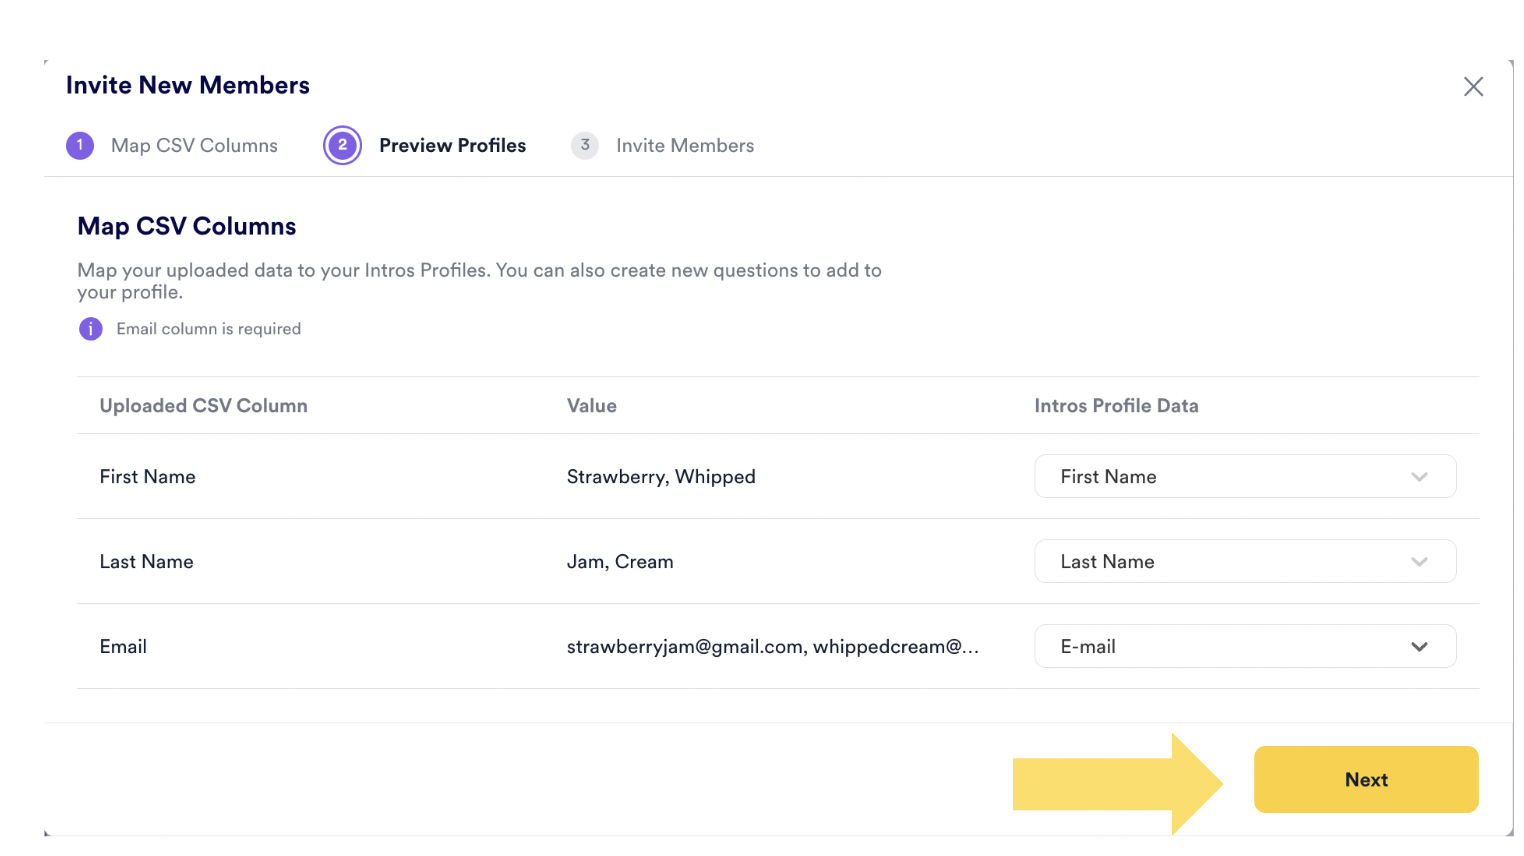 Invite New Members
1 Map CSV Columns 2 Preview Profiles 3 Invite Members
Map CSV Columns
Map your uploaded data to your Intros Profiles. You can also create new questions to add to
your profile.
i Email column is required
Uploaded CSV Column Value Intros Profile Data
First Name Strawberry, Whipped First Name
Last Name Jam, Cream Last Name
Email strawberryjam@gmail.com, whippedcream@... E-mail
Next